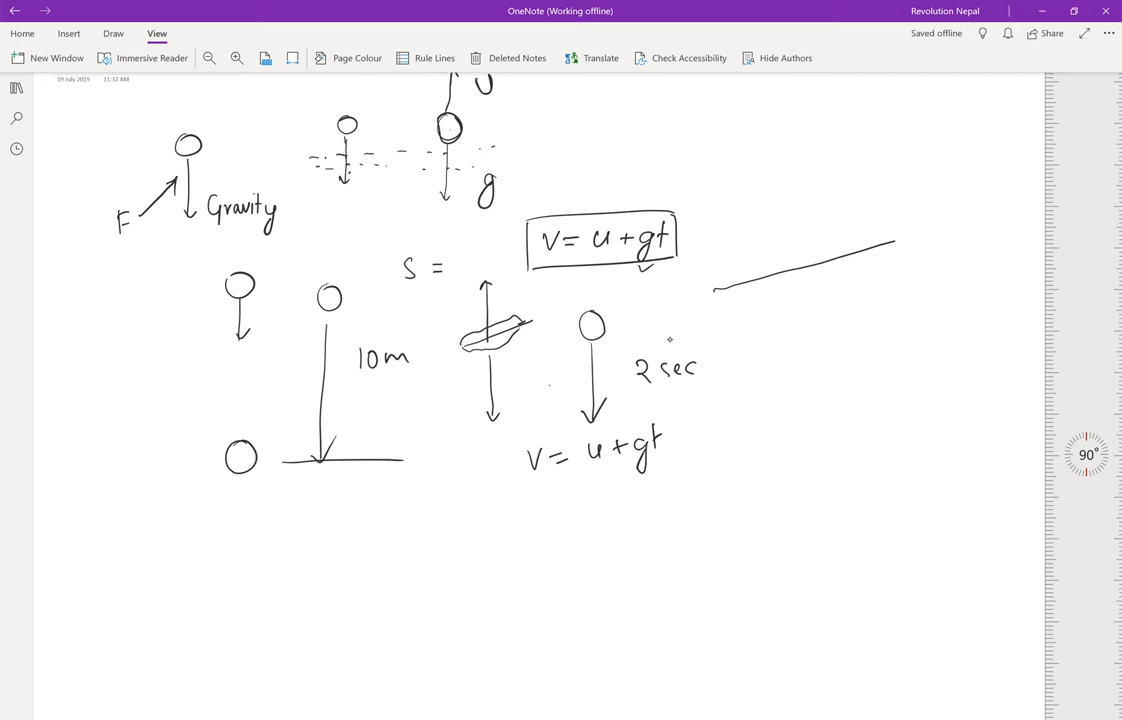 OneNote (Working offline)
Revolution Nepal
Home Insert Draw View
Saved offline
Share
New Window Immersive Reader Page Colour Rule Lines Deleted Notes Translate Check Accessibility Hide Authors
19 July 2019 11:32 AM
U
F Gravity
g
v = u + gt
S =
10m
2 sec
v = u + gt
90°